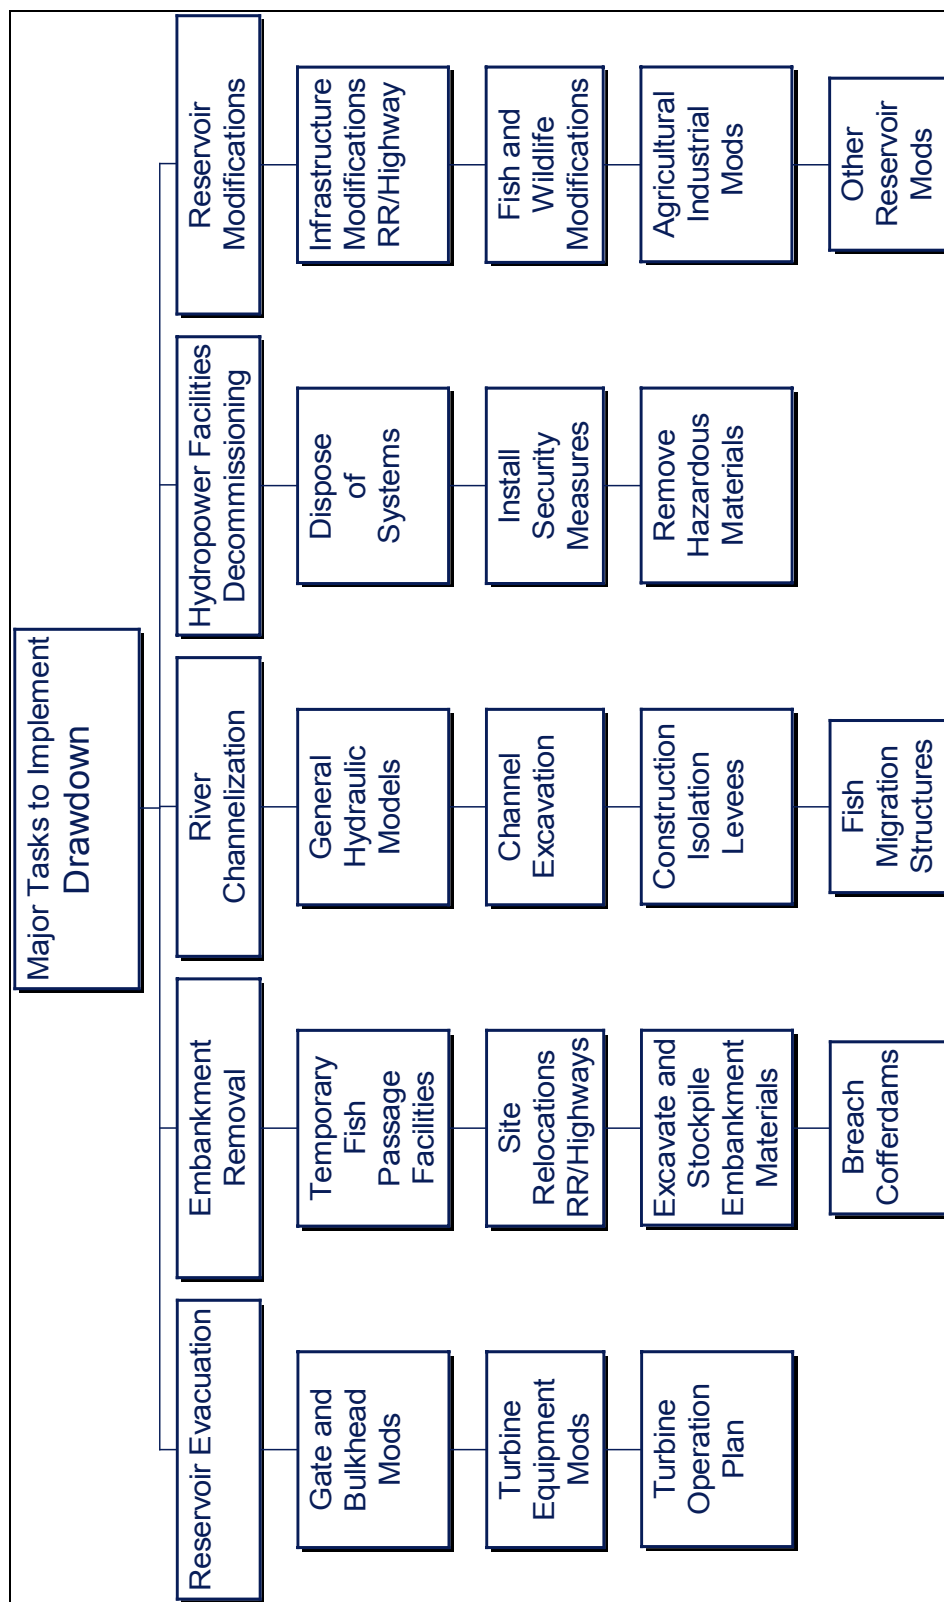 Major Tasks to Implement
Drawdown
Reservoir Evacuation
Gate and
Bulkhead
Mods
Turbine
Equipment
Mods
Turbine
Operation
Plan
Embankment
Removal
Temporary
Fish
Passage
Facilities
Site
Relocations
RR/Highways
Excavate and
Stockpile
Embankment
Materials
Breach
Cofferdams
River
Channelization
General
Hydraulic
Models
Channel
Excavation
Construction
Isolation
Levees
Fish
Migration
Structures
Hydropower Facilities
Decommissioning
Dispose
of
Systems
Install
Security
Measures
Remove
Hazardous
Materials
Reservoir
Modifications
Infrastructure
Modifications
RR/Highway
Fish and
Wildlife
Modifications
Agricultural
Industrial
Mods
Other
Reservoir
Mods